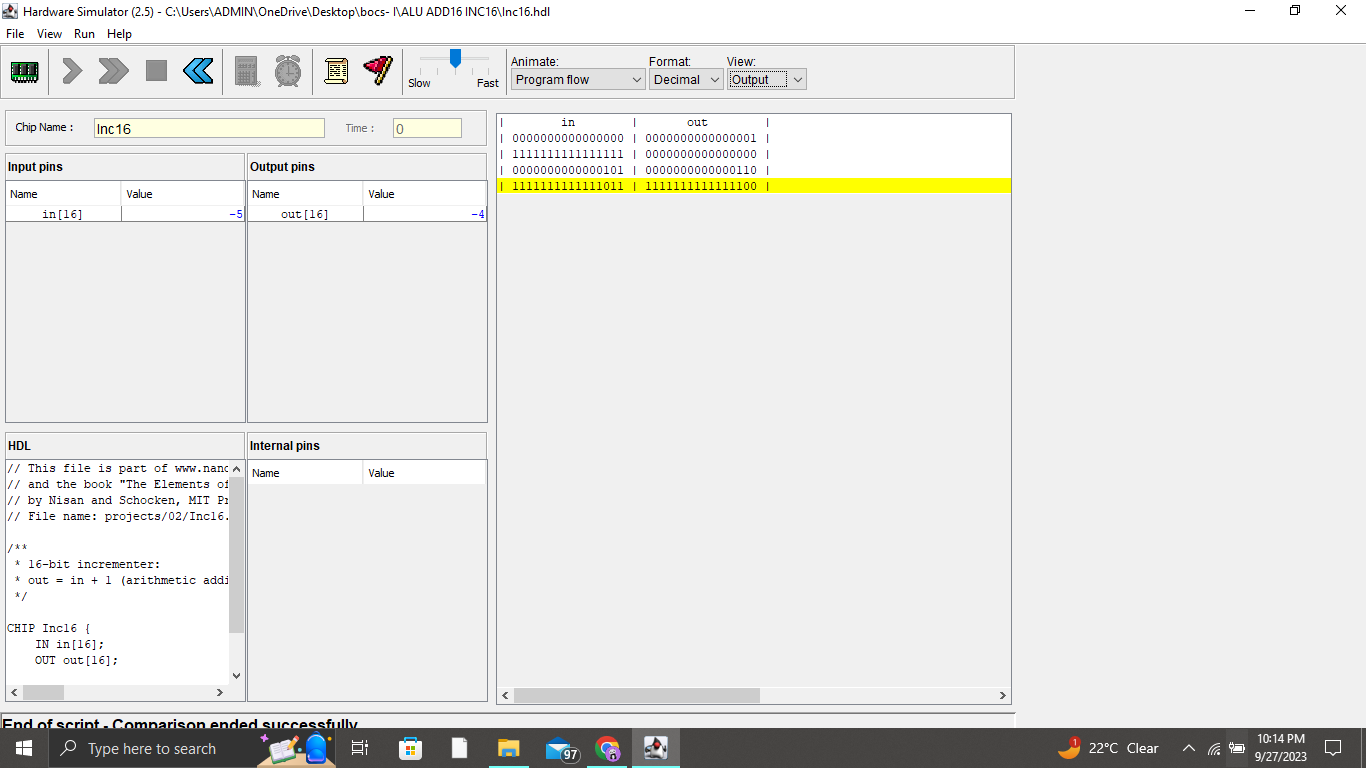 Hardware Simulator (2.5) - C:\Users\ADMIN\OneDrive\Desktop\bocs- I\ALU ADD16 INC16\Inc16.hdl
File View Run Help
Slow Fast
Animate: Format: View:
Program flow Decimal Output
Chip Name : Inc16 Time : 0
Input pins Output pins
Name Value Name Value
in[16] -5 out[16] -4
| in | out |
| 0000000000000000 | 0000000000000001 |
| 1111111111111111 | 0000000000000000 |
| 0000000000000101 | 0000000000000110 |
| 1111111111111011 | 1111111111111100 |
HDL Internal pins
Name Value
// This file is part of www.nanc
// and the book "The Elements of
// by Nisan and Schocken, MIT Pr
// File name: projects/02/Inc16.
/**
* 16-bit incrementer:
* out = in + 1 (arithmetic addi
*/
CHIP Inc16 {
IN in[16];
OUT out[16];
End of script - Comparison ended successfully
Type here to search
97
1
22°C Clear
10:14 PM
9/27/2023